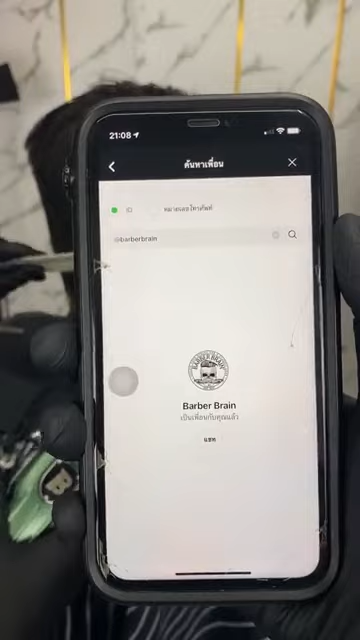 21:08
ค้นหาเพื่อน
ID
หมายเลขโทรศัพท์
@barberbrain
BARBER BRAIN
Barber Brain
เป็นเพื่อนกับคุณแล้ว
แชท
B